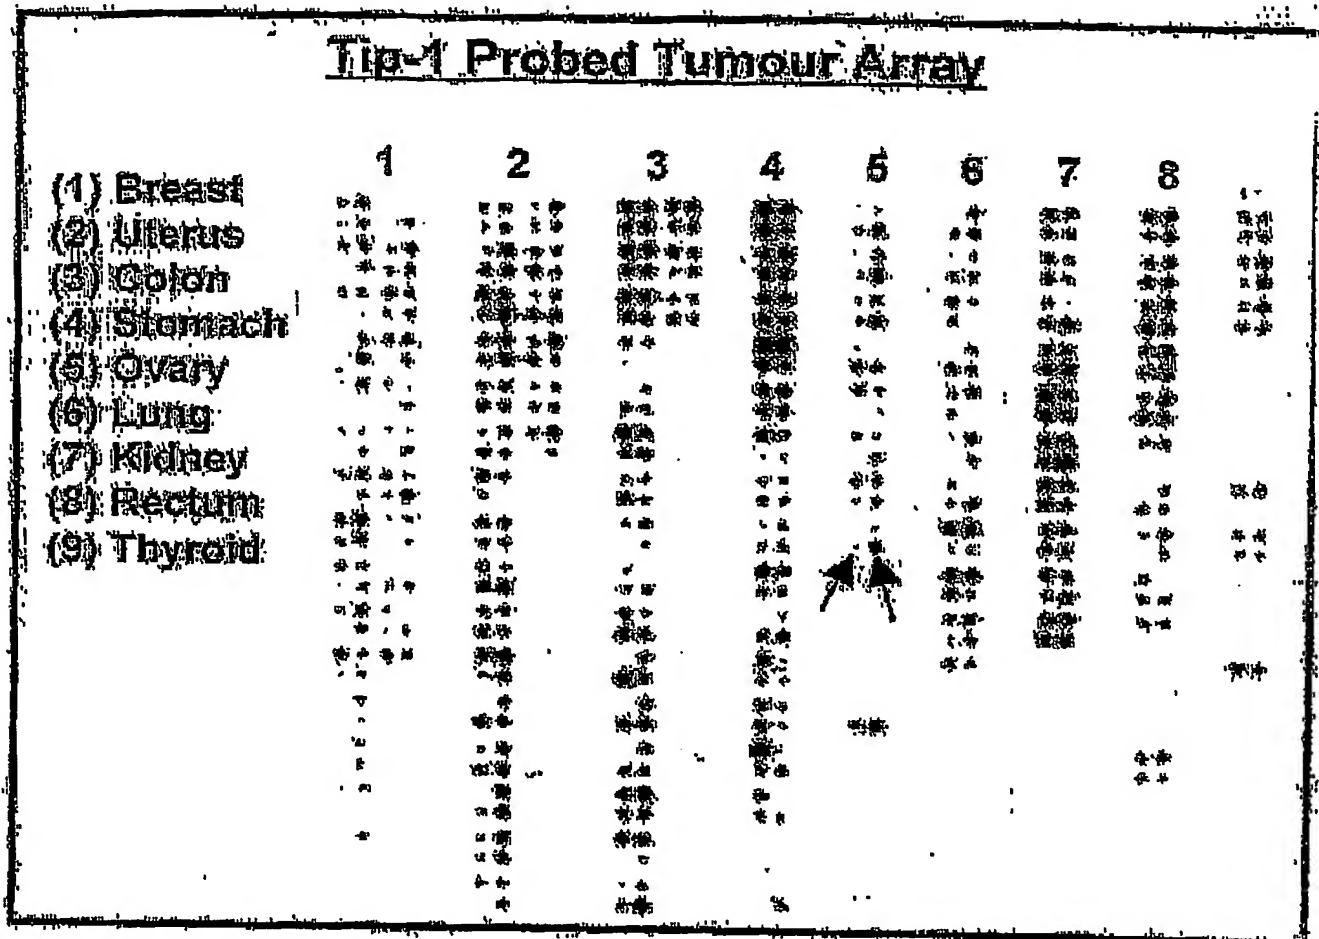 Tip-1 Probed Tumour Array
1 2 3 4 5 6 7 8
(1) Breast
(2) Uterus
(3) Colon
(4) Stomach
(5) Ovary
(6) Lung
(7) Kidney
(8) Rectum
(9) Thyroid